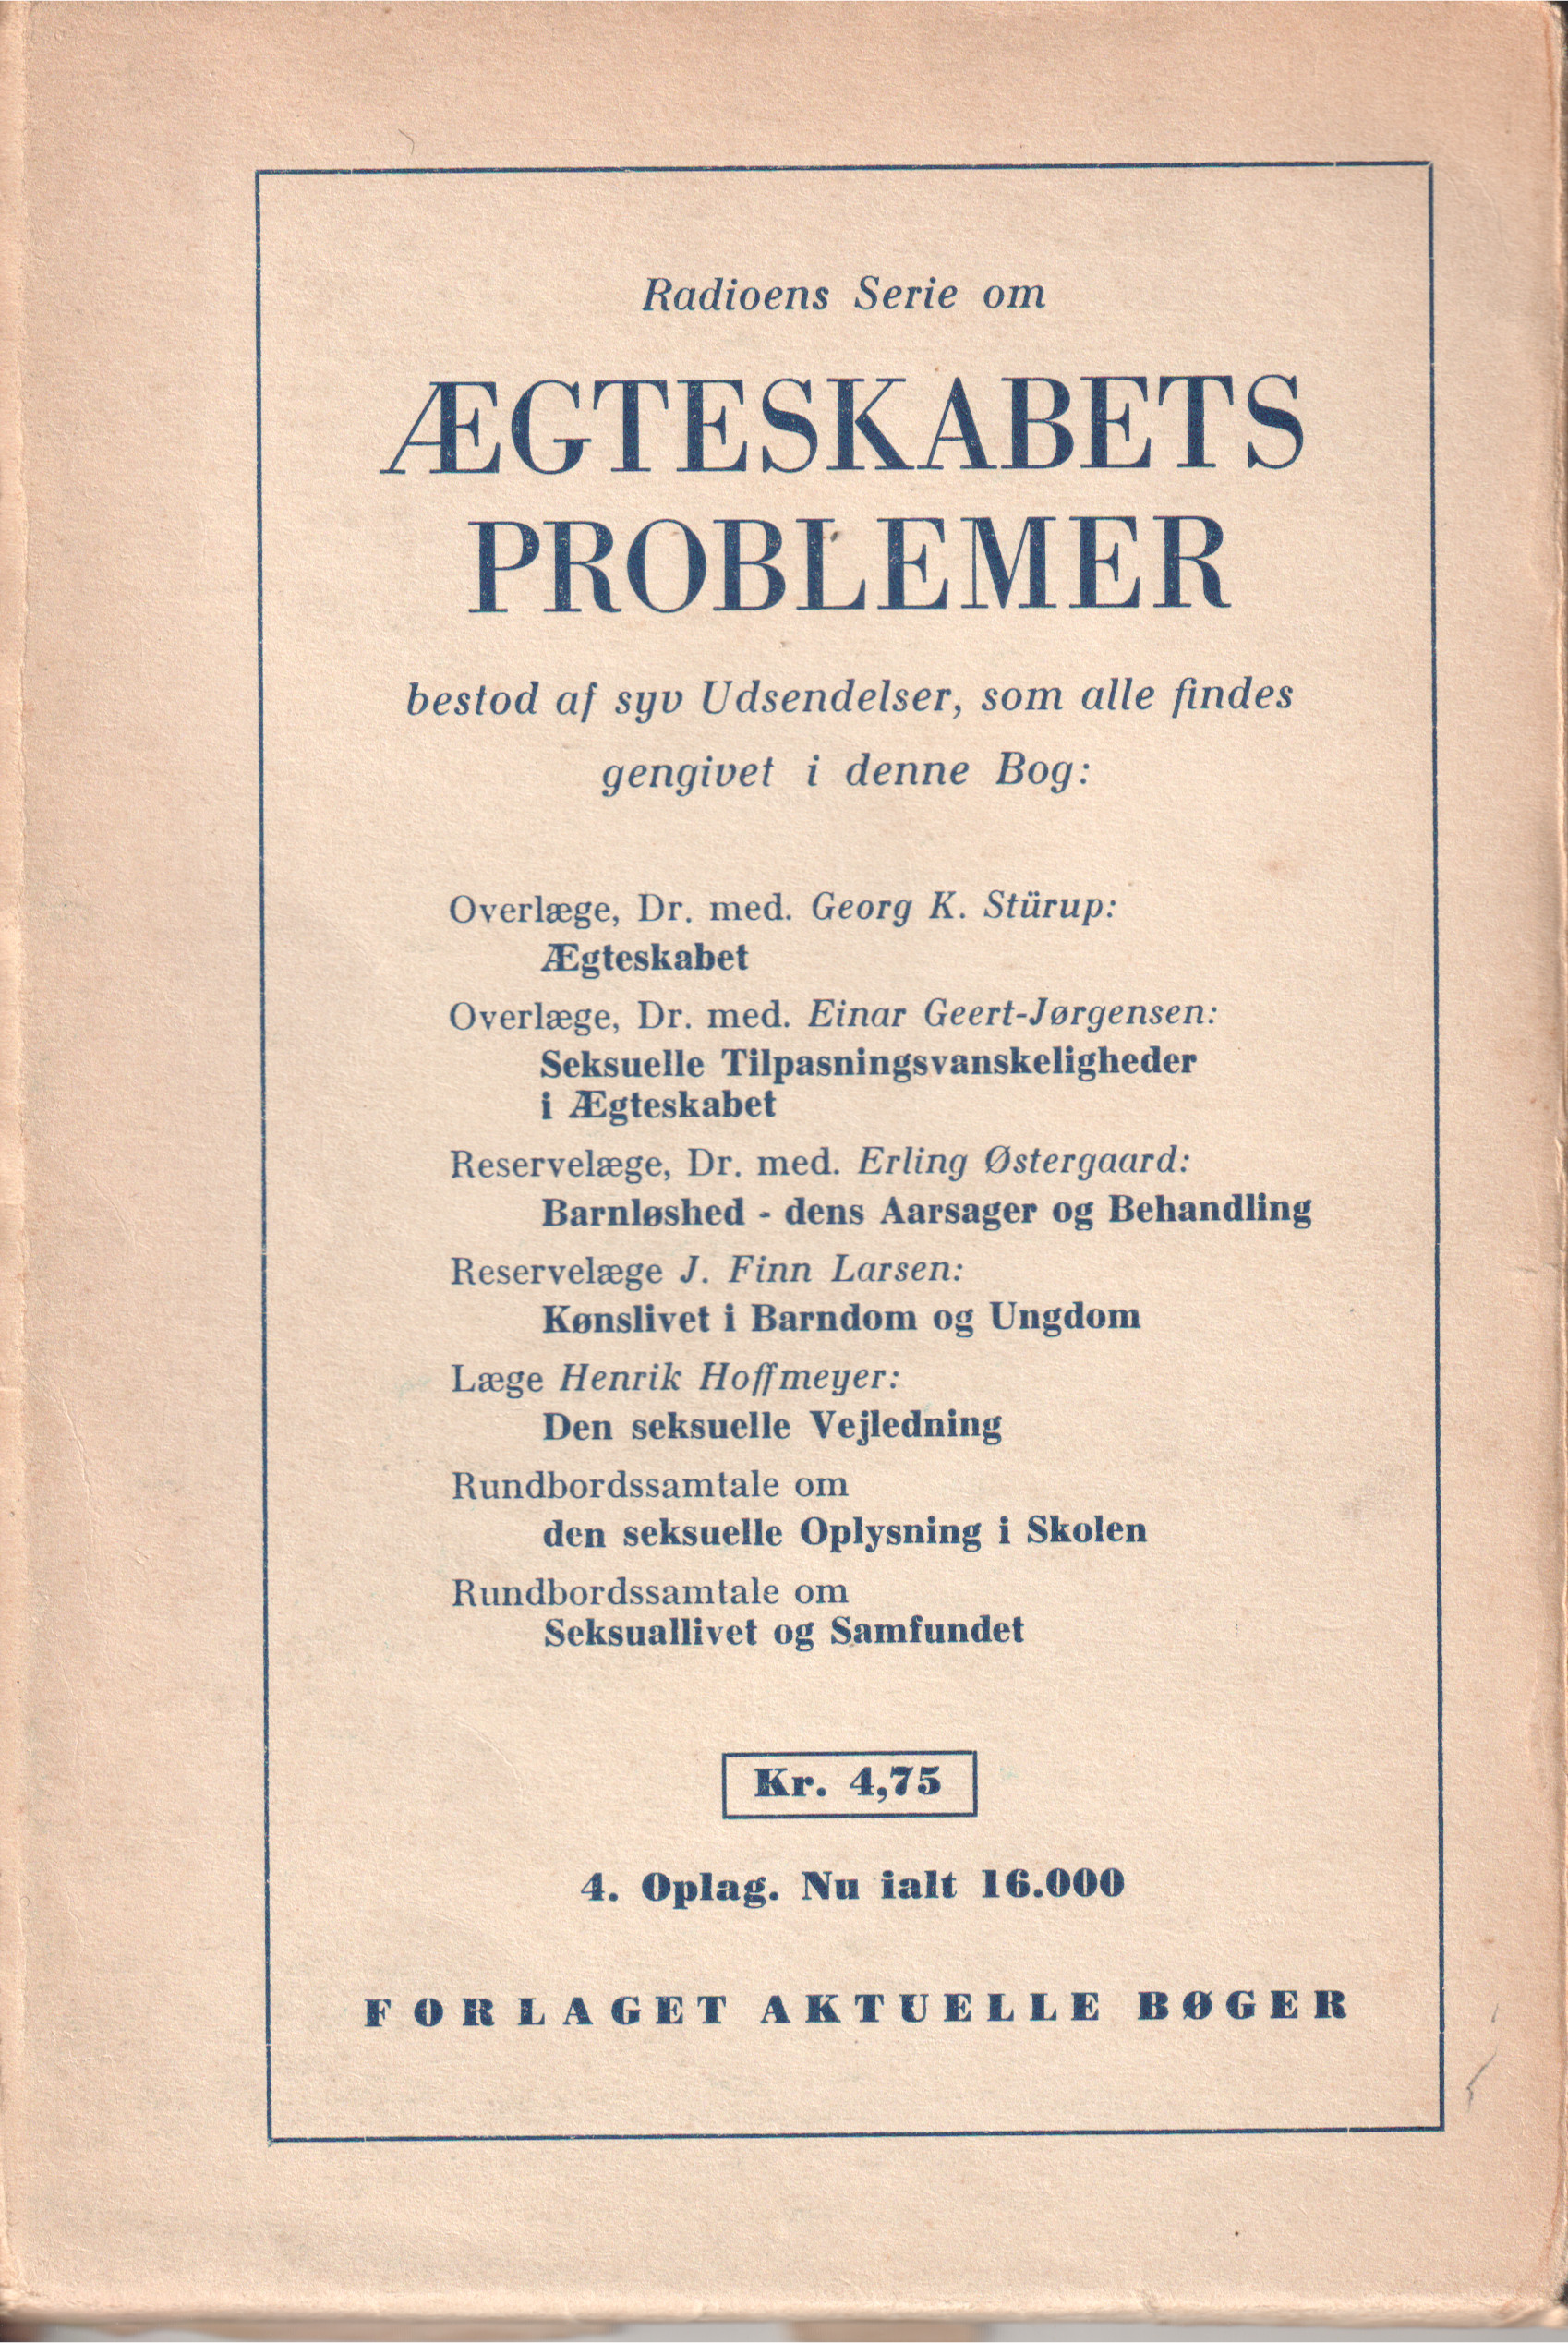 Radioens Serie om
ÆGTESKABETS
PROBLEMER
bestod af syv Udsendelser, som alle findes
gengivet i denne Bog:
Overlæge, Dr. med. Georg K. Stürup:
Ægteskabet
Overlæge, Dr. med. Einar Geert-Jørgensen:
Seksuelle Tilpasningsvanskeligheder
i Ægteskabet
Reservelæge, Dr. med. Erling Østergaard:
Barnløshed - dens Aarsager og Behandling
Reservelæge J. Finn Larsen:
Kønslivet i Barndom og Ungdom
Læge Henrik Hoffmeyer:
Den seksuelle Vejledning
Rundbordssamtale om
den seksuelle Oplysning i Skolen
Rundbordssamtale om
Seksuallivet og Samfundet
Kr. 4,75
4. Oplag. Nu ialt 16.000
FORLAGET AKTUELLE BØGER